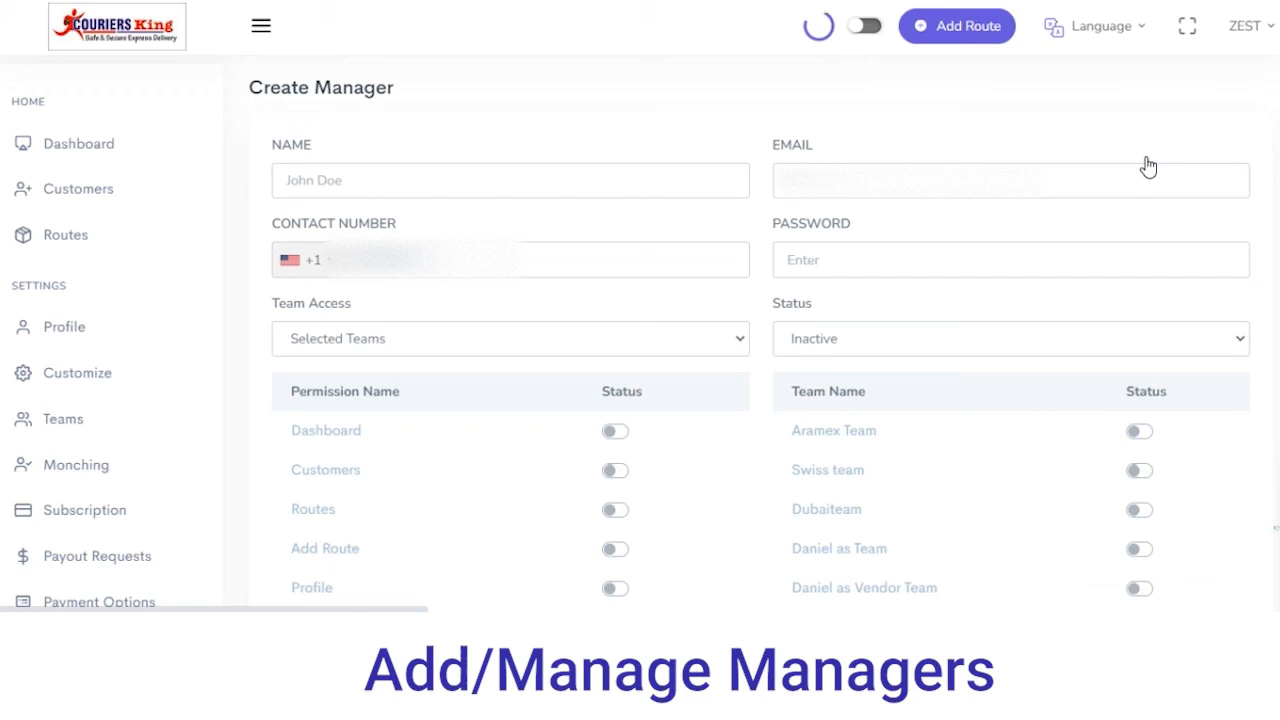 COURIERS King
Safe & Secure Express Delivery
Add Route
Language
ZEST
HOME
Dashboard
Customers
Routes
SETTINGS
Profile
Customize
Teams
Monching
Subscription
Payout Requests
Payment Options
Create Manager
NAME
John Doe
EMAIL
CONTACT NUMBER
+1
PASSWORD
Enter
Team Access
Selected Teams
Status
Inactive
Permission Name Status
Dashboard
Customers
Routes
Add Route
Profile
Team Name Status
Aramex Team
Swiss team
Dubaiteam
Daniel as Team
Daniel as Vendor Team
Add/Manage Managers